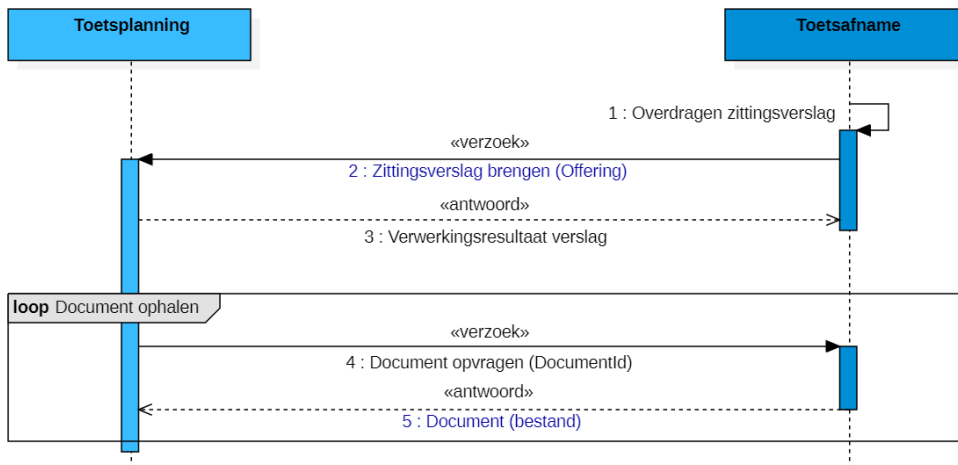 Toetsplanning
Toetsafname
1 : Overdragen zittingsverslag
«verzoek»
2 : Zittingsverslag brengen (Offering)
«antwoord»
3 : Verwerkingsresultaat verslag
loop Document ophalen
«verzoek»
4 : Document opvragen (DocumentId)
«antwoord»
5 : Document (bestand)